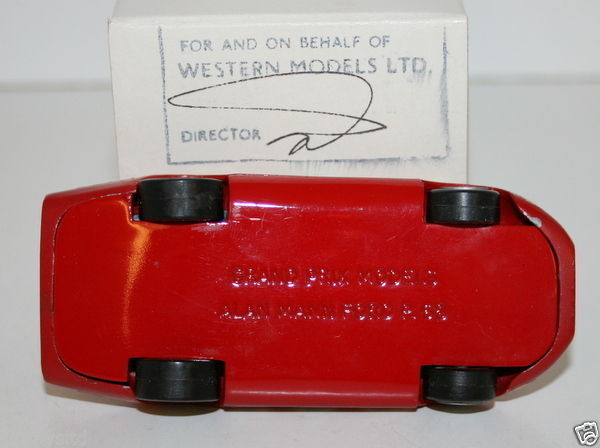 FOR AND ON BEHALF OF
WESTERN MODELS LTD.
DIRECTOR
GRAND PRIX MODELS
ALAN MANN FORD P. 68